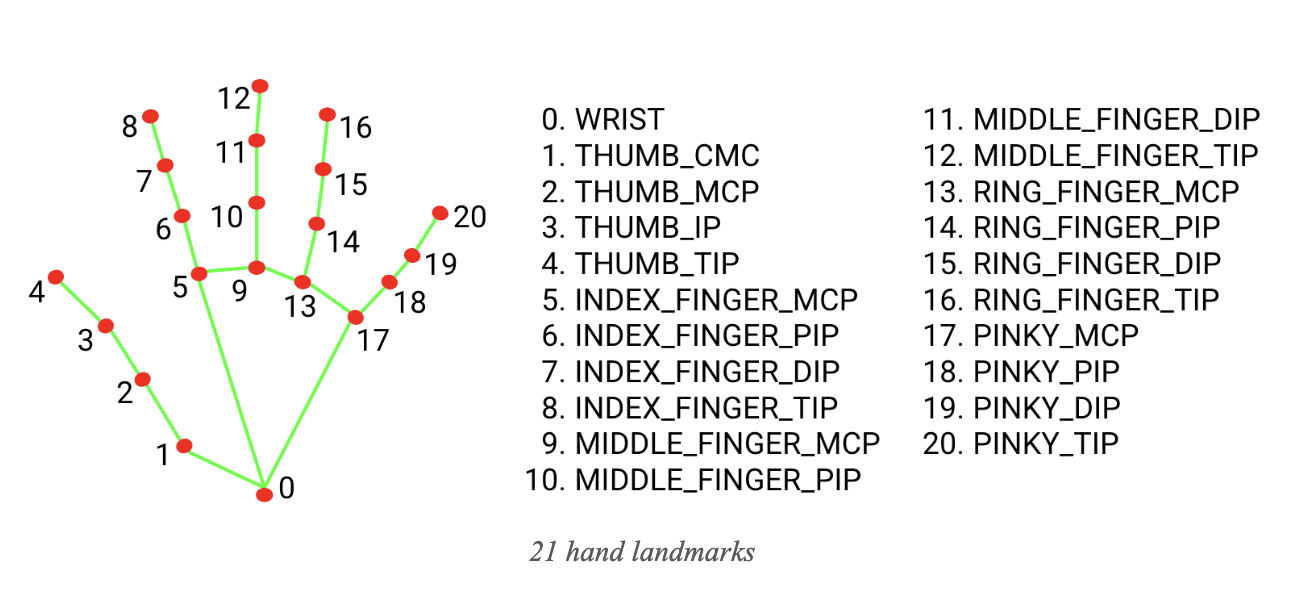 12
8
16
11
7
15
10
6
14
20
19
4
5
9
13
18
3
17
2
1
0
0. WRIST
1. THUMB_CMC
2. THUMB_MCP
3. THUMB_IP
4. THUMB_TIP
5. INDEX_FINGER_MCP
6. INDEX_FINGER_PIP
7. INDEX_FINGER_DIP
8. INDEX_FINGER_TIP
9. MIDDLE_FINGER_MCP
10. MIDDLE_FINGER_PIP
11. MIDDLE_FINGER_DIP
12. MIDDLE_FINGER_TIP
13. RING_FINGER_MCP
14. RING_FINGER_PIP
15. RING_FINGER_DIP
16. RING_FINGER_TIP
17. PINKY_MCP
18. PINKY_PIP
19. PINKY_DIP
20. PINKY_TIP
21 hand landmarks